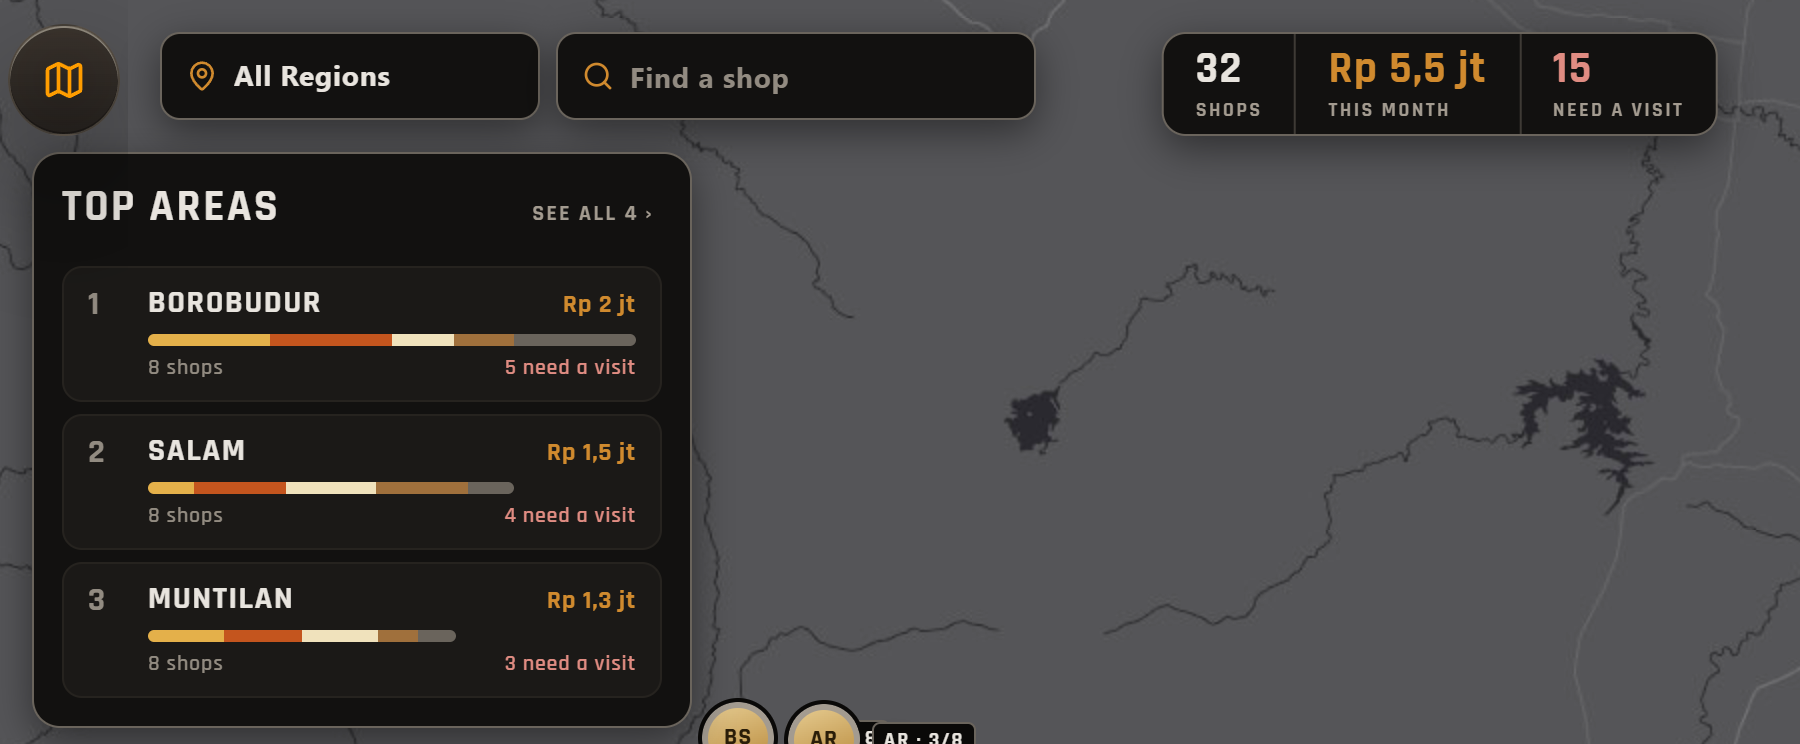 All Regions
Find a shop
32
SHOPS
Rp 5,5 jt
THIS MONTH
15
NEED A VISIT
TOP AREAS
SEE ALL 4 ›
1
BOROBUDUR
Rp 2 jt
8 shops
5 need a visit
2
SALAM
Rp 1,5 jt
8 shops
4 need a visit
3
MUNTILAN
Rp 1,3 jt
8 shops
3 need a visit
BS
AR
AR · 3/8